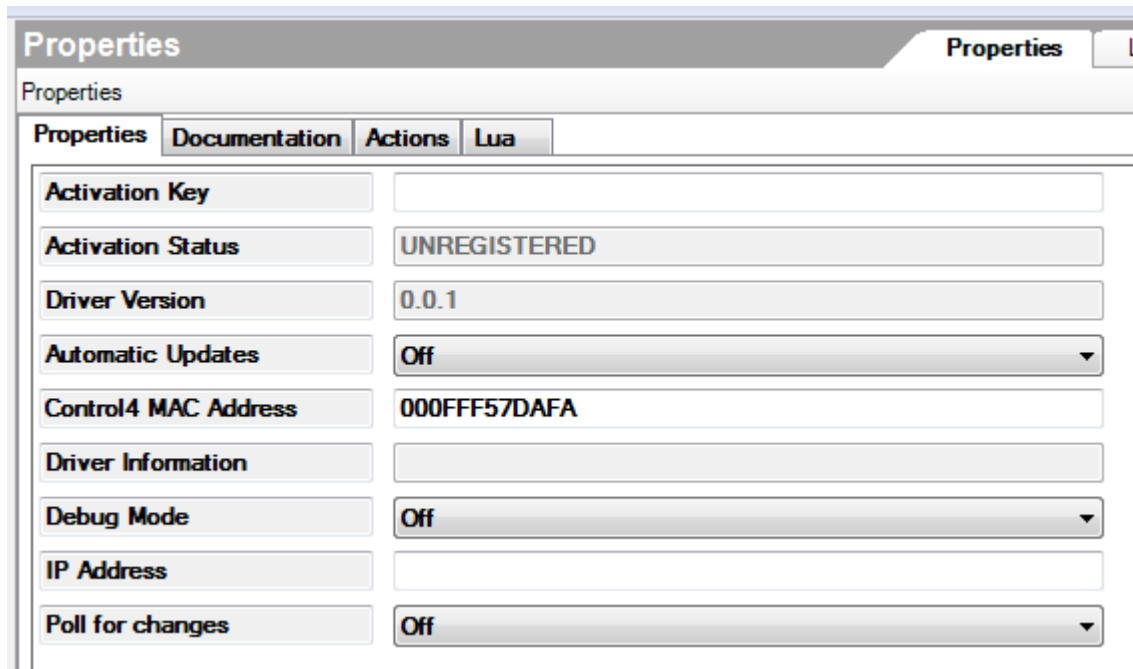 Properties Properties
Properties
Properties Documentation Actions Lua
Activation Key
Activation Status UNREGISTERED
Driver Version 0.0.1
Automatic Updates Off
Control4 MAC Address 000FFF57DAFA
Driver Information
Debug Mode Off
IP Address
Poll for changes Off